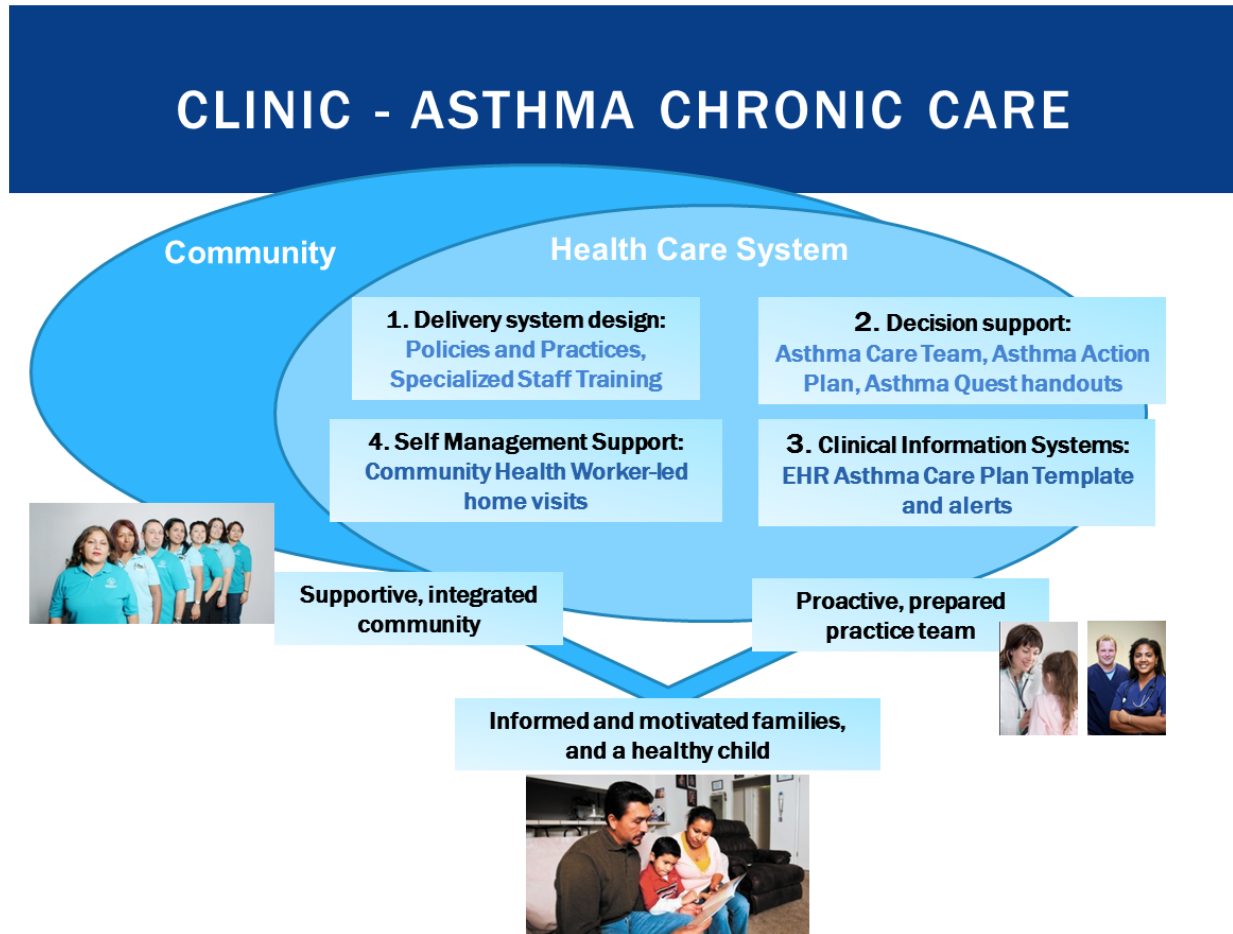 CLINIC - ASTHMA CHRONIC CARE
Community
Health Care System
1. Delivery system design:
Policies and Practices,
Specialized Staff Training
2. Decision support:
Asthma Care Team, Asthma Action
Plan, Asthma Quest handouts
4. Self Management Support:
Community Health Worker-led
home visits
3. Clinical Information Systems:
EHR Asthma Care Plan Template
and alerts
Supportive, integrated
community
Proactive, prepared
practice team
Informed and motivated families,
and a healthy child